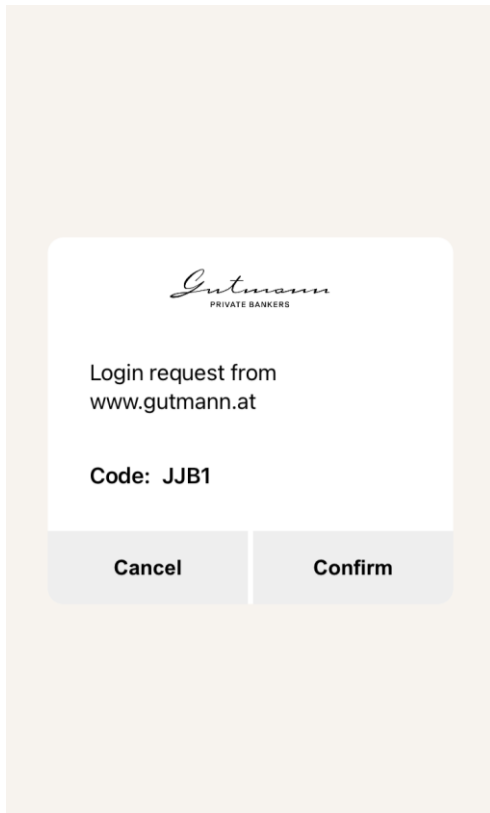 Gutmann
PRIVATE BANKERS
Login request from
www.gutmann.at
Code: JJB1
Cancel
Confirm